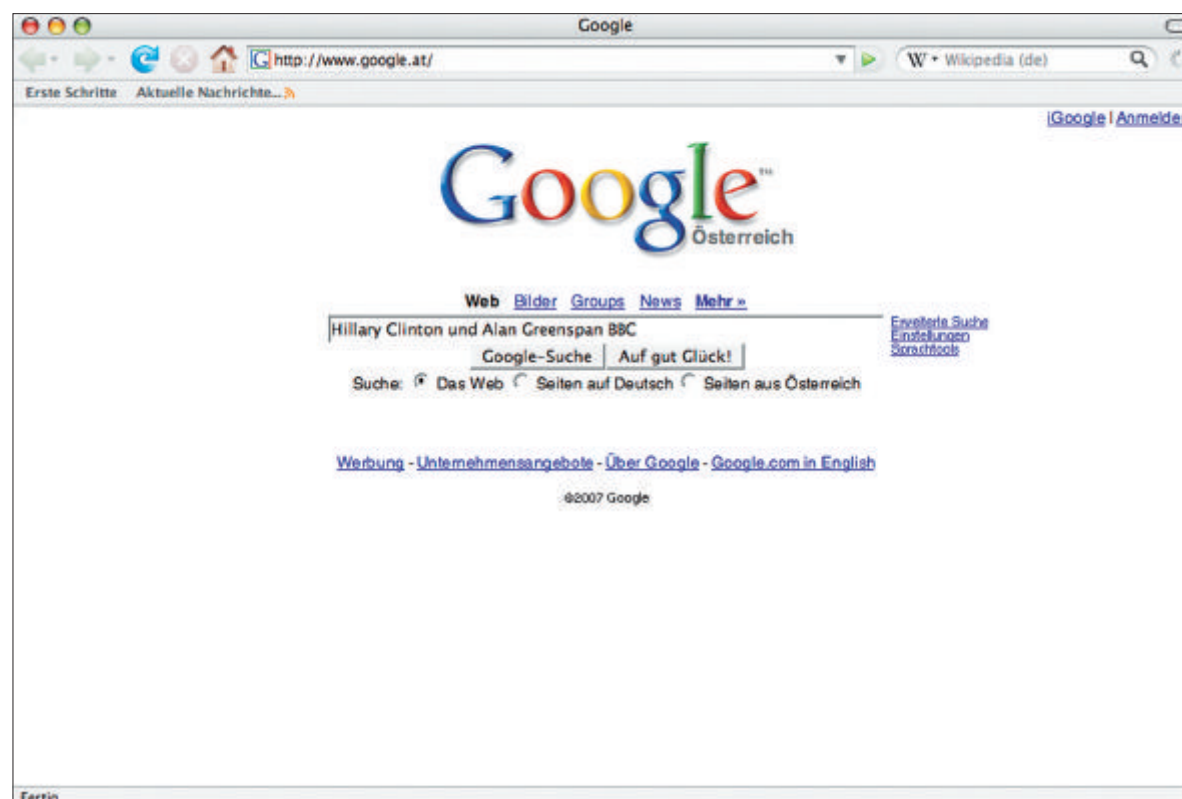 Google
http://www.google.at/ W Wikipedia (de)
Erste Schritte Aktuelle Nachrichte...
iGoogle | Anmelde
Google™
Österreich
Web Bilder Groups News Mehr »
Hillary Clinton und Alan Greenspan BBC
Erweiterte Suche
Einstellungen
Sprachtools
Google-Suche Auf gut Glück!
Suche: Das Web Seiten auf Deutsch Seiten aus Österreich
Werbung - Unternehmensangebote - Über Google - Google.com in English
©2007 Google
Fertig